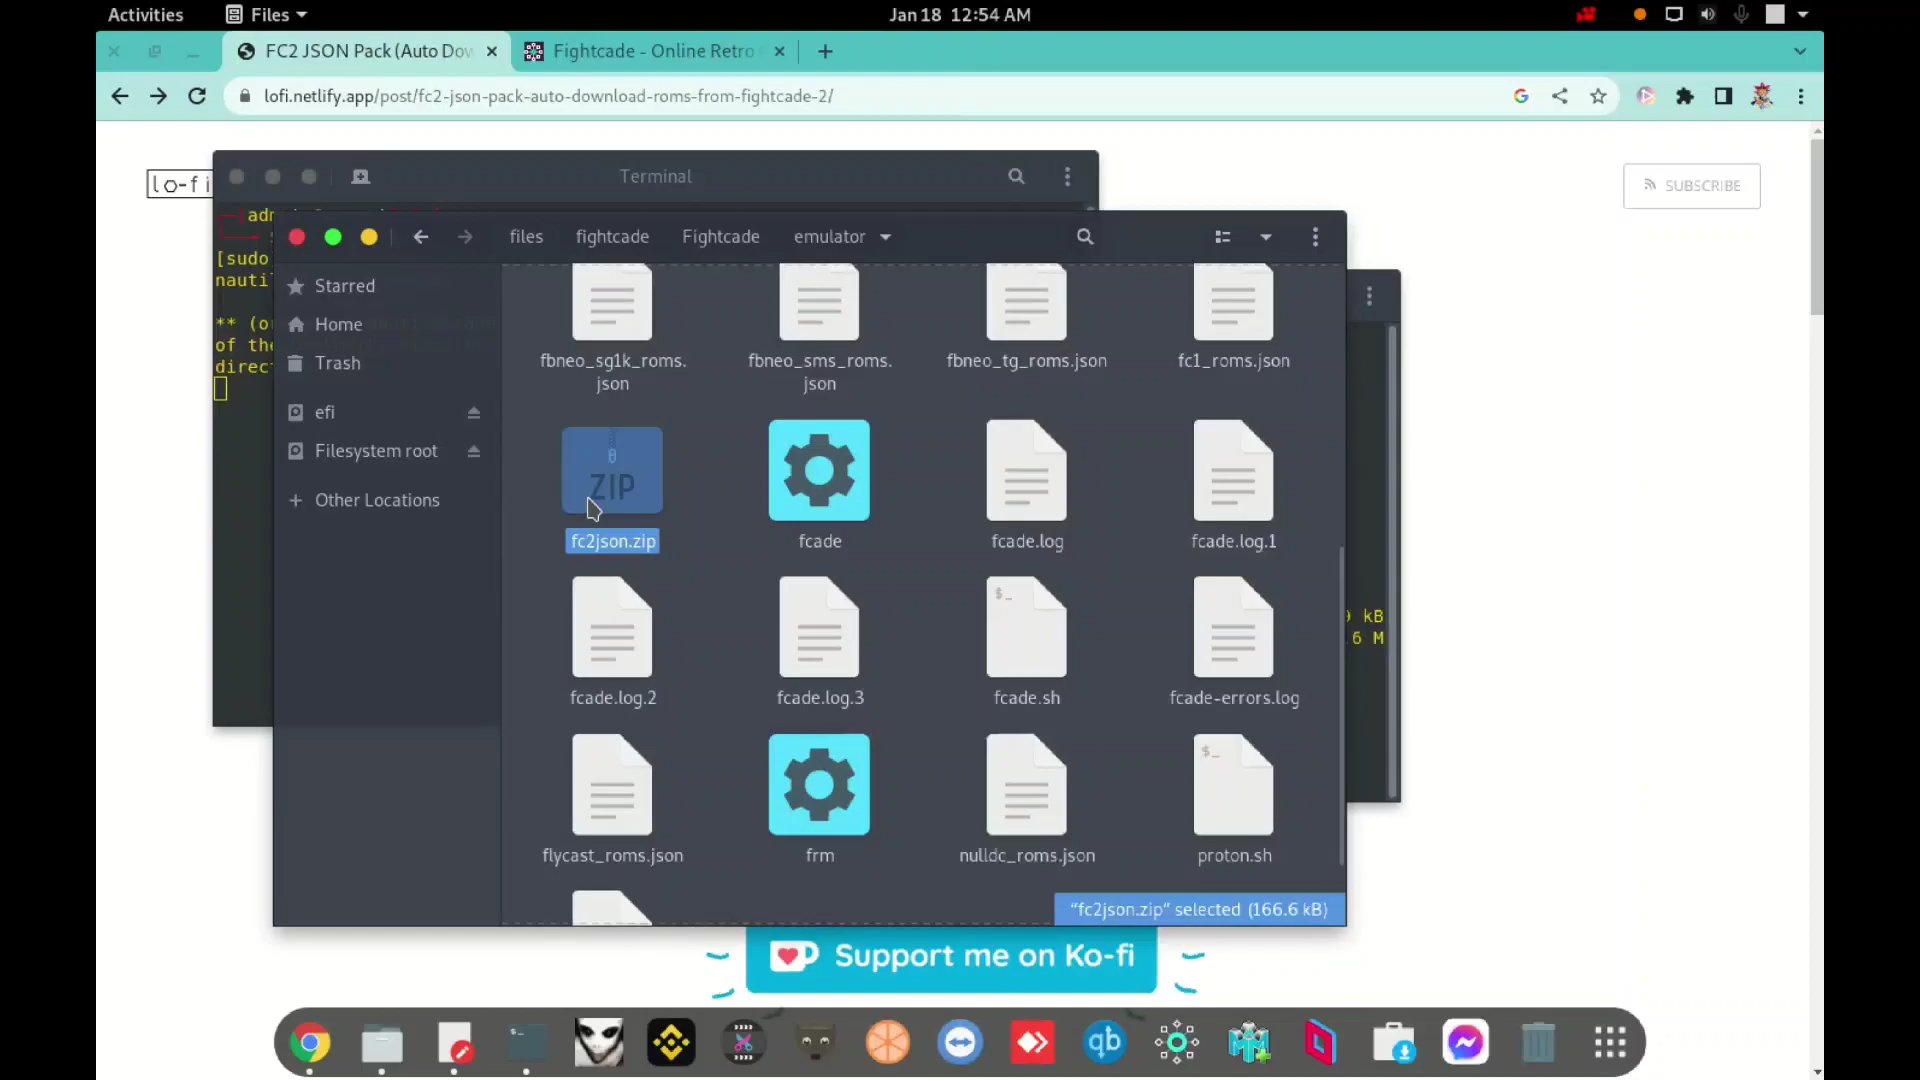 Activities
Files
Jan 18 12:54 AM
FC2 JSON Pack (Auto Dow
Fightcade - Online Retro
lofi.netlify.app/post/fc2-json-pack-auto-download-roms-from-fightcade-2/
lo-fi
SUBSCRIBE
Terminal
adm
[sudo
nauti
** (o
of the
direct
files
fightcade
Fightcade
emulator
Starred
Home
Trash
efi
Filesystem root
Other Locations
fbneo_sg1k_roms.
json
fbneo_sms_roms.
json
fbneo_tg_roms.json
fc1_roms.json
ZIP
fc2json.zip
fcade
fcade.log
fcade.log.1
$_
fcade.log.2
fcade.log.3
fcade.sh
fcade-errors.log
9 kB
.6 M
$_
flycast_roms.json
frm
nulldc_roms.json
proton.sh
"fc2json.zip" selected (166.6 kB)
Support me on Ko-fi
qb